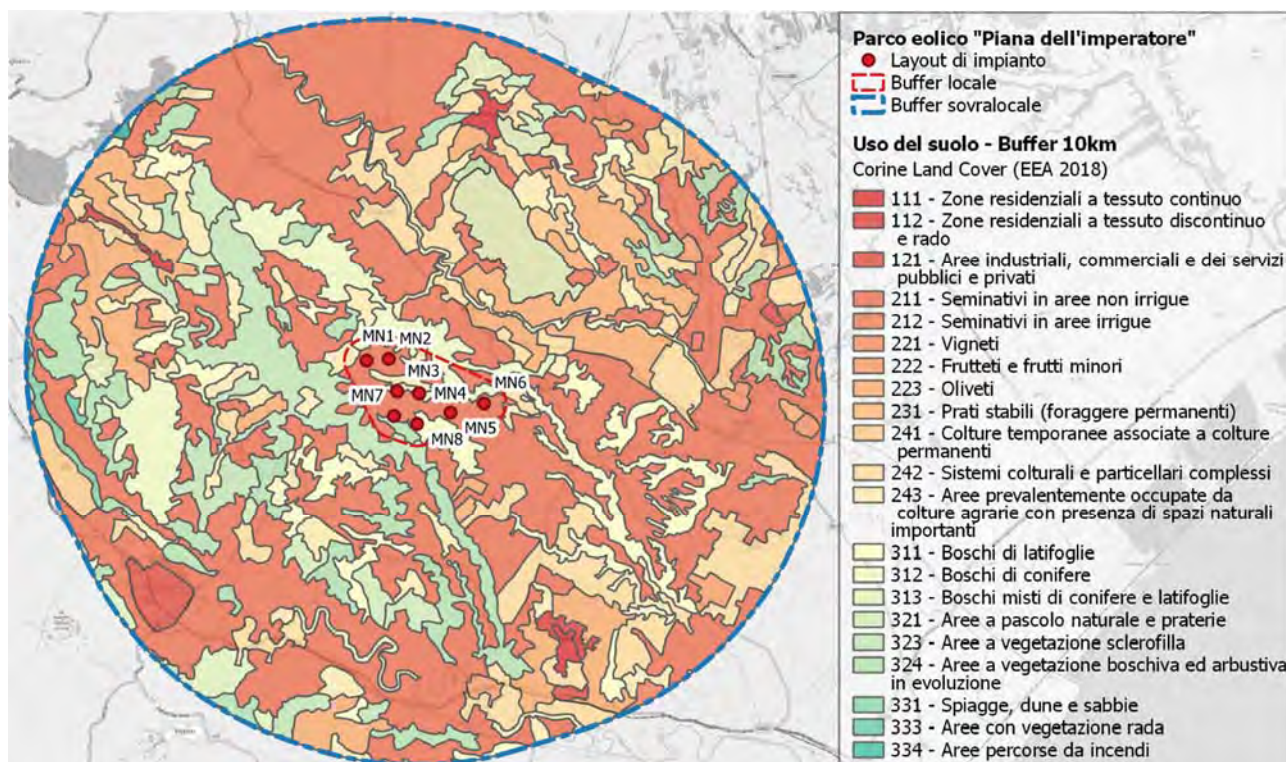 Parco eolico "Piana dell'imperatore"
Layout di impianto
Buffer locale
Buffer sovralocale
Uso del suolo - Buffer 10km
Corine Land Cover (EEA 2018)
111 - Zone residenziali a tessuto continuo
112 - Zone residenziali a tessuto discontinuo
e rado
121 - Aree industriali, commerciali e dei servizi
pubblici e privati
211 - Seminativi in aree non irrigue
212 - Seminativi in aree irrigue
221 - Vigneti
222 - Frutteti e frutti minori
223 - Oliveti
231 - Prati stabili (foraggere permanenti)
241 - Colture temporanee associate a colture
permanenti
242 - Sistemi colturali e particellari complessi
243 - Aree prevalentemente occupate da
colture agrarie con presenza di spazi naturali
importanti
311 - Boschi di latifoglie
312 - Boschi di conifere
313 - Boschi misti di conifere e latifoglie
321 - Aree a pascolo naturale e praterie
323 - Aree a vegetazione sclerofilla
324 - Aree a vegetazione boschiva ed arbustiva
in evoluzione
331 - Spiagge, dune e sabbie
333 - Aree con vegetazione rada
334 - Aree percorse da incendi
MN1
MN2
MN3
MN4
MN6
MN7
MN5
MN8